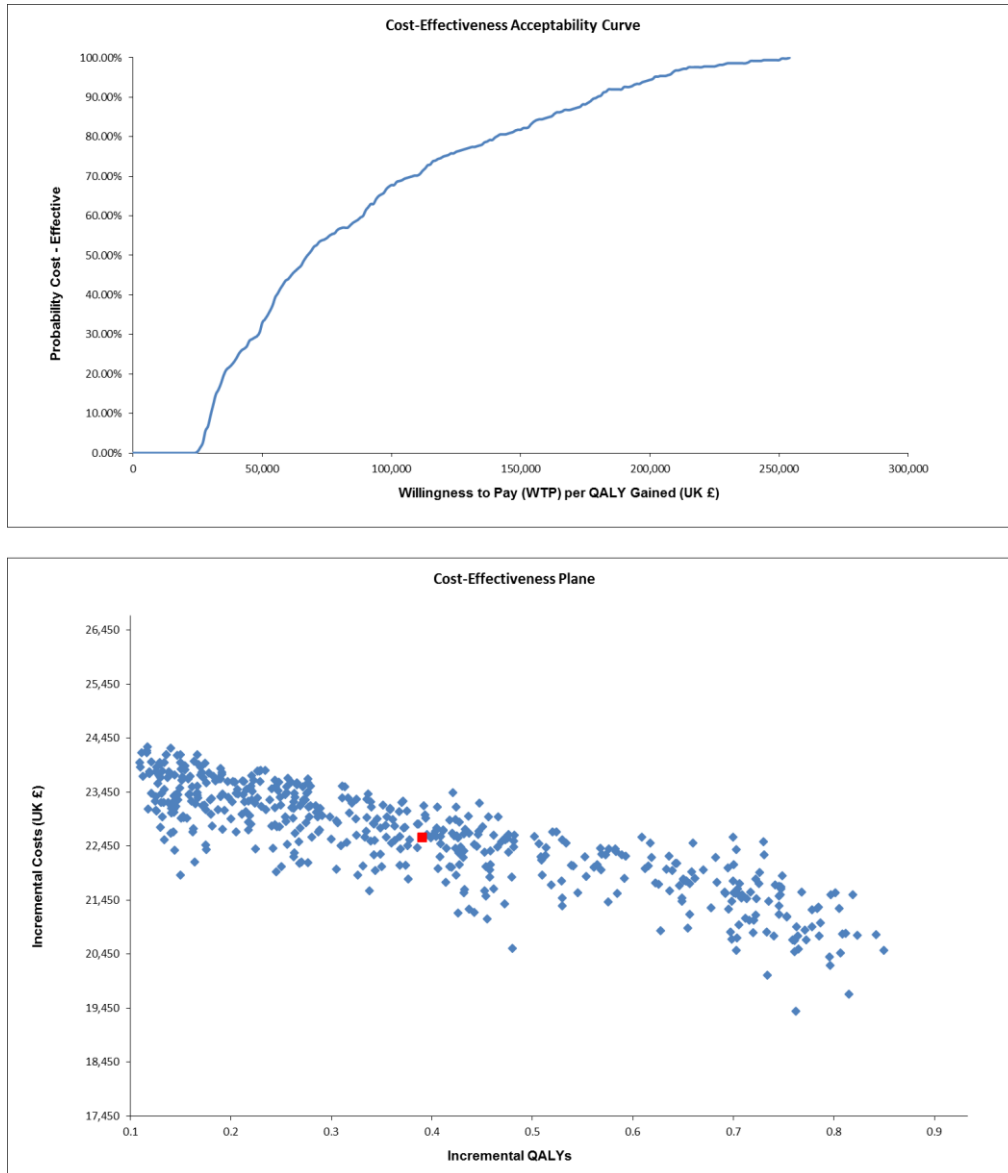 Cost-Effectiveness Acceptability Curve
100.00%
90.00%
80.00%
70.00%
60.00%
50.00%
40.00%
30.00%
20.00%
10.00%
0.00%
Probability Cost - Effective
0 50,000 100,000 150,000 200,000 250,000 300,000
Willingness to Pay (WTP) per QALY Gained (UK £)
Cost-Effectiveness Plane
26,450
25,450
24,450
23,450
22,450
21,450
20,450
19,450
18,450
17,450
Incremental Costs (UK £)
0.1 0.2 0.3 0.4 0.5 0.6 0.7 0.8 0.9
Incremental QALYs